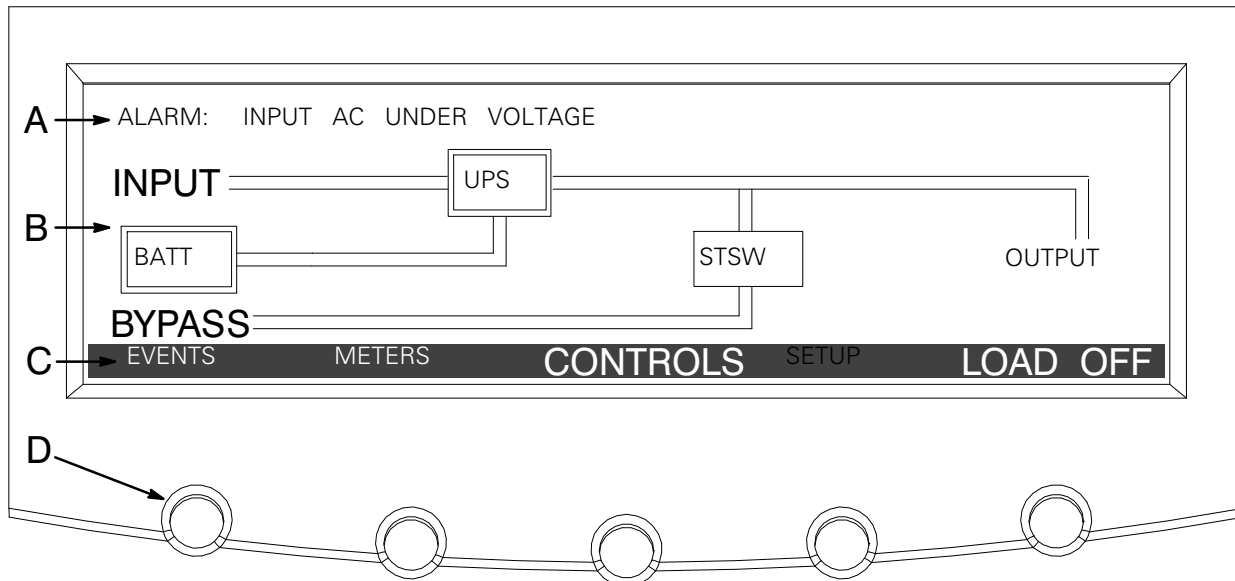 A
ALARM: INPUT AC UNDER VOLTAGE
INPUT
UPS
B
BATT
STSW
OUTPUT
BYPASS
C
EVENTS METERS CONTROLS SETUP LOAD OFF
D